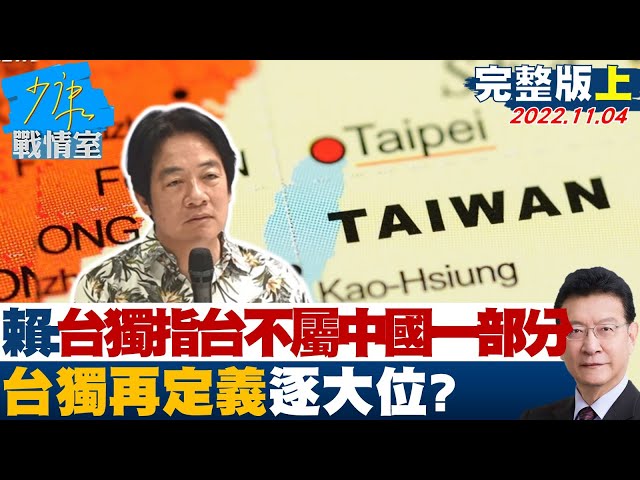 少康
戰情室
完整版上
2022.11.04
Taipei
TAIWAN
ONG
Kao-Hsiung
賴:台獨指台不屬中國一部分
台獨再定義逐大位?